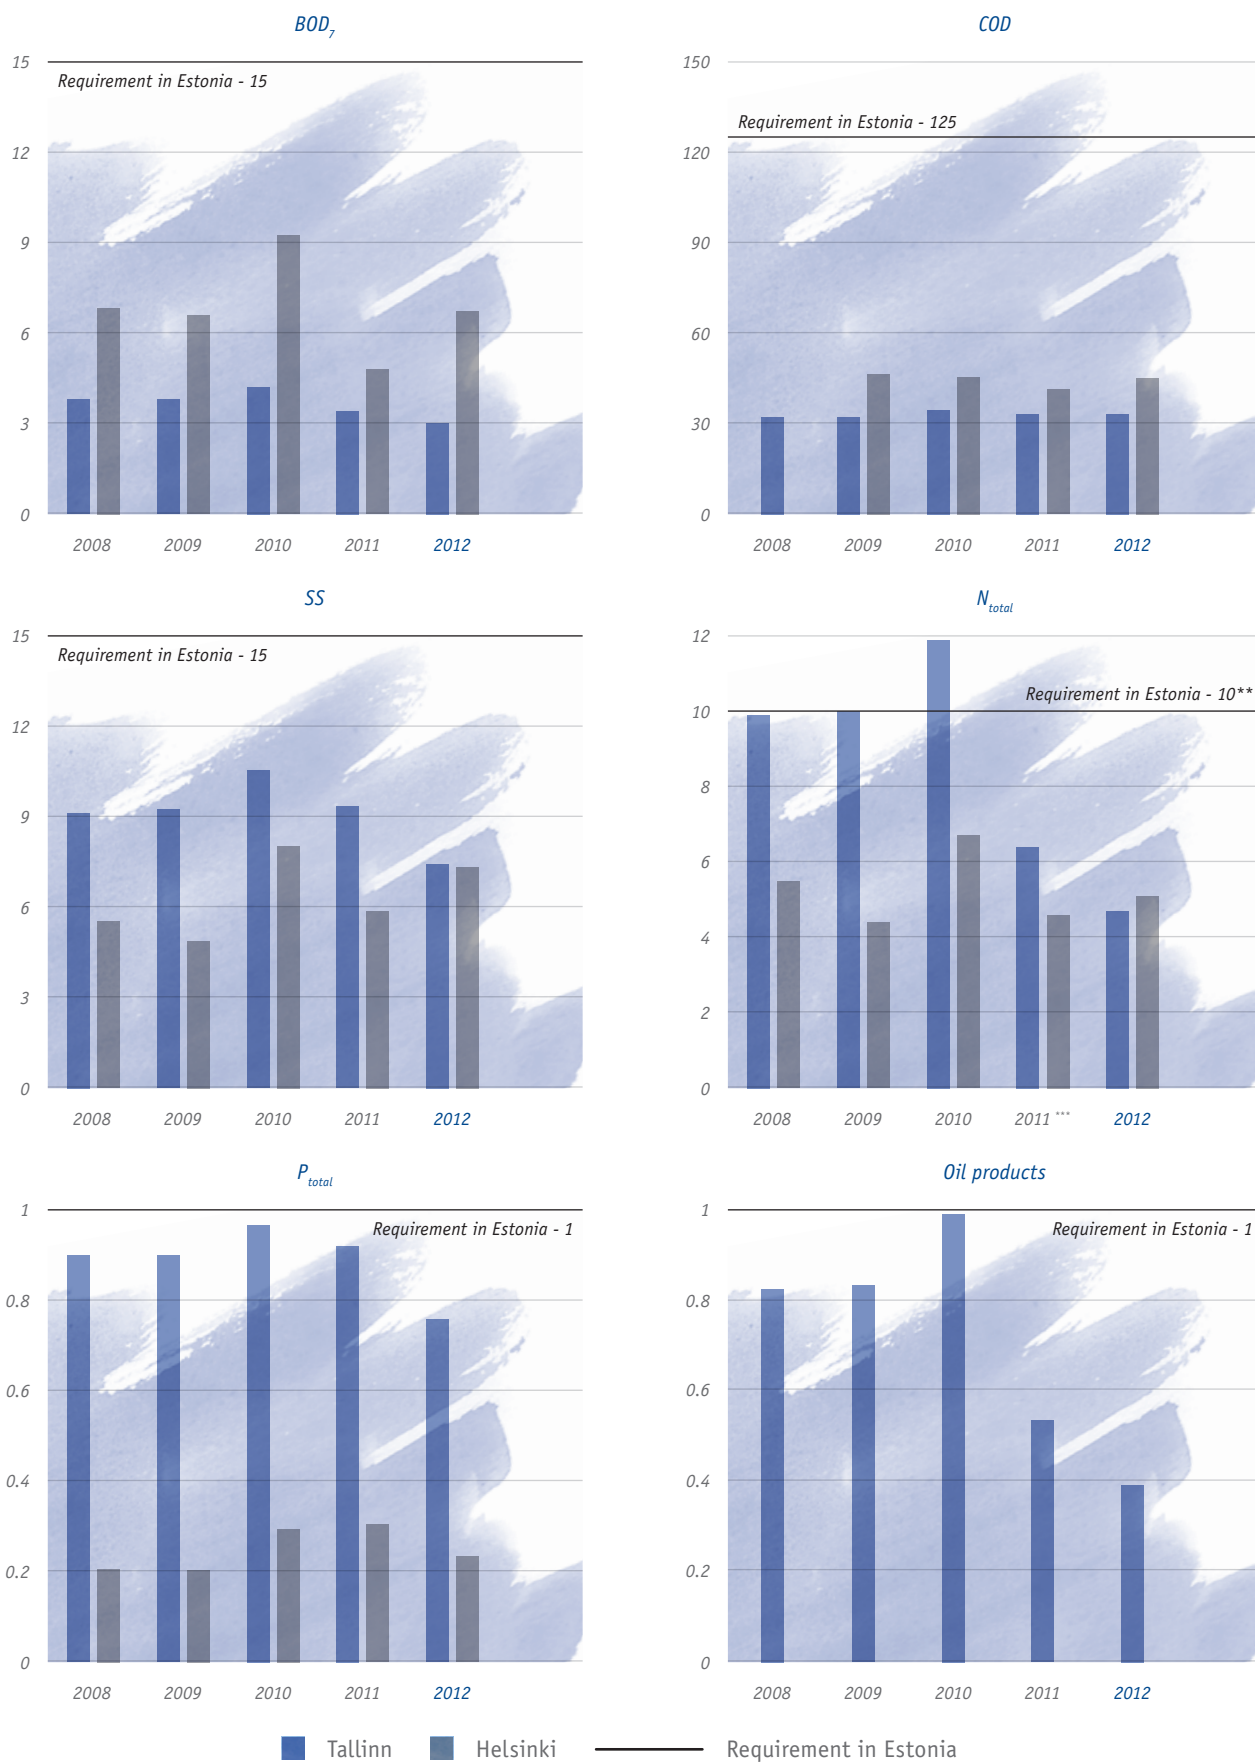 BOD7
15
Requirement in Estonia - 15
12
9
6
3
0
2008 2009 2010 2011 2012
COD
150
Requirement in Estonia - 125
120
90
60
30
0
2008 2009 2010 2011 2012
SS
15
Requirement in Estonia - 15
12
9
6
3
0
2008 2009 2010 2011 2012
Ntotal
12
Requirement in Estonia - 10**
10
8
6
4
2
0
2008 2009 2010 2011 *** 2012
Ptotal
1
Requirement in Estonia - 1
0.8
0.6
0.4
0.2
0
2008 2009 2010 2011 2012
Oil products
1
Requirement in Estonia - 1
0.8
0.6
0.4
0.2
0
2008 2009 2010 2011 2012
Tallinn Helsinki Requirement in Estonia